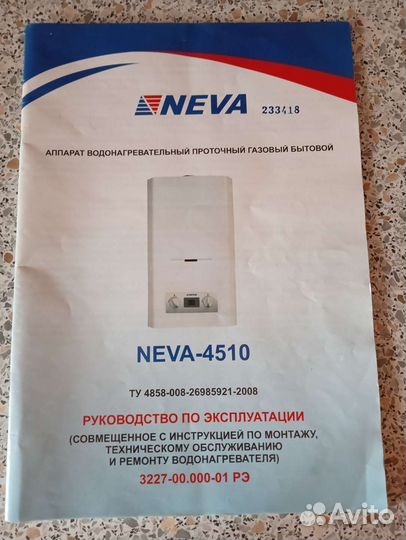 NEVA 233418
АППАРАТ ВОДОНАГРЕВАТЕЛЬНЫЙ ПРОТОЧНЫЙ ГАЗОВЫЙ БЫТОВОЙ
NEVA-4510
ТУ 4858-008-26985921-2008
РУКОВОДСТВО ПО ЭКСПЛУАТАЦИИ
(СОВМЕЩЕННОЕ С ИНСТРУКЦИЕЙ ПО МОНТАЖУ,
ТЕХНИЧЕСКОМУ ОБСЛУЖИВАНИЮ
И РЕМОНТУ ВОДОНАГРЕВАТЕЛЯ)
3227-00.000-01 РЭ
Avito